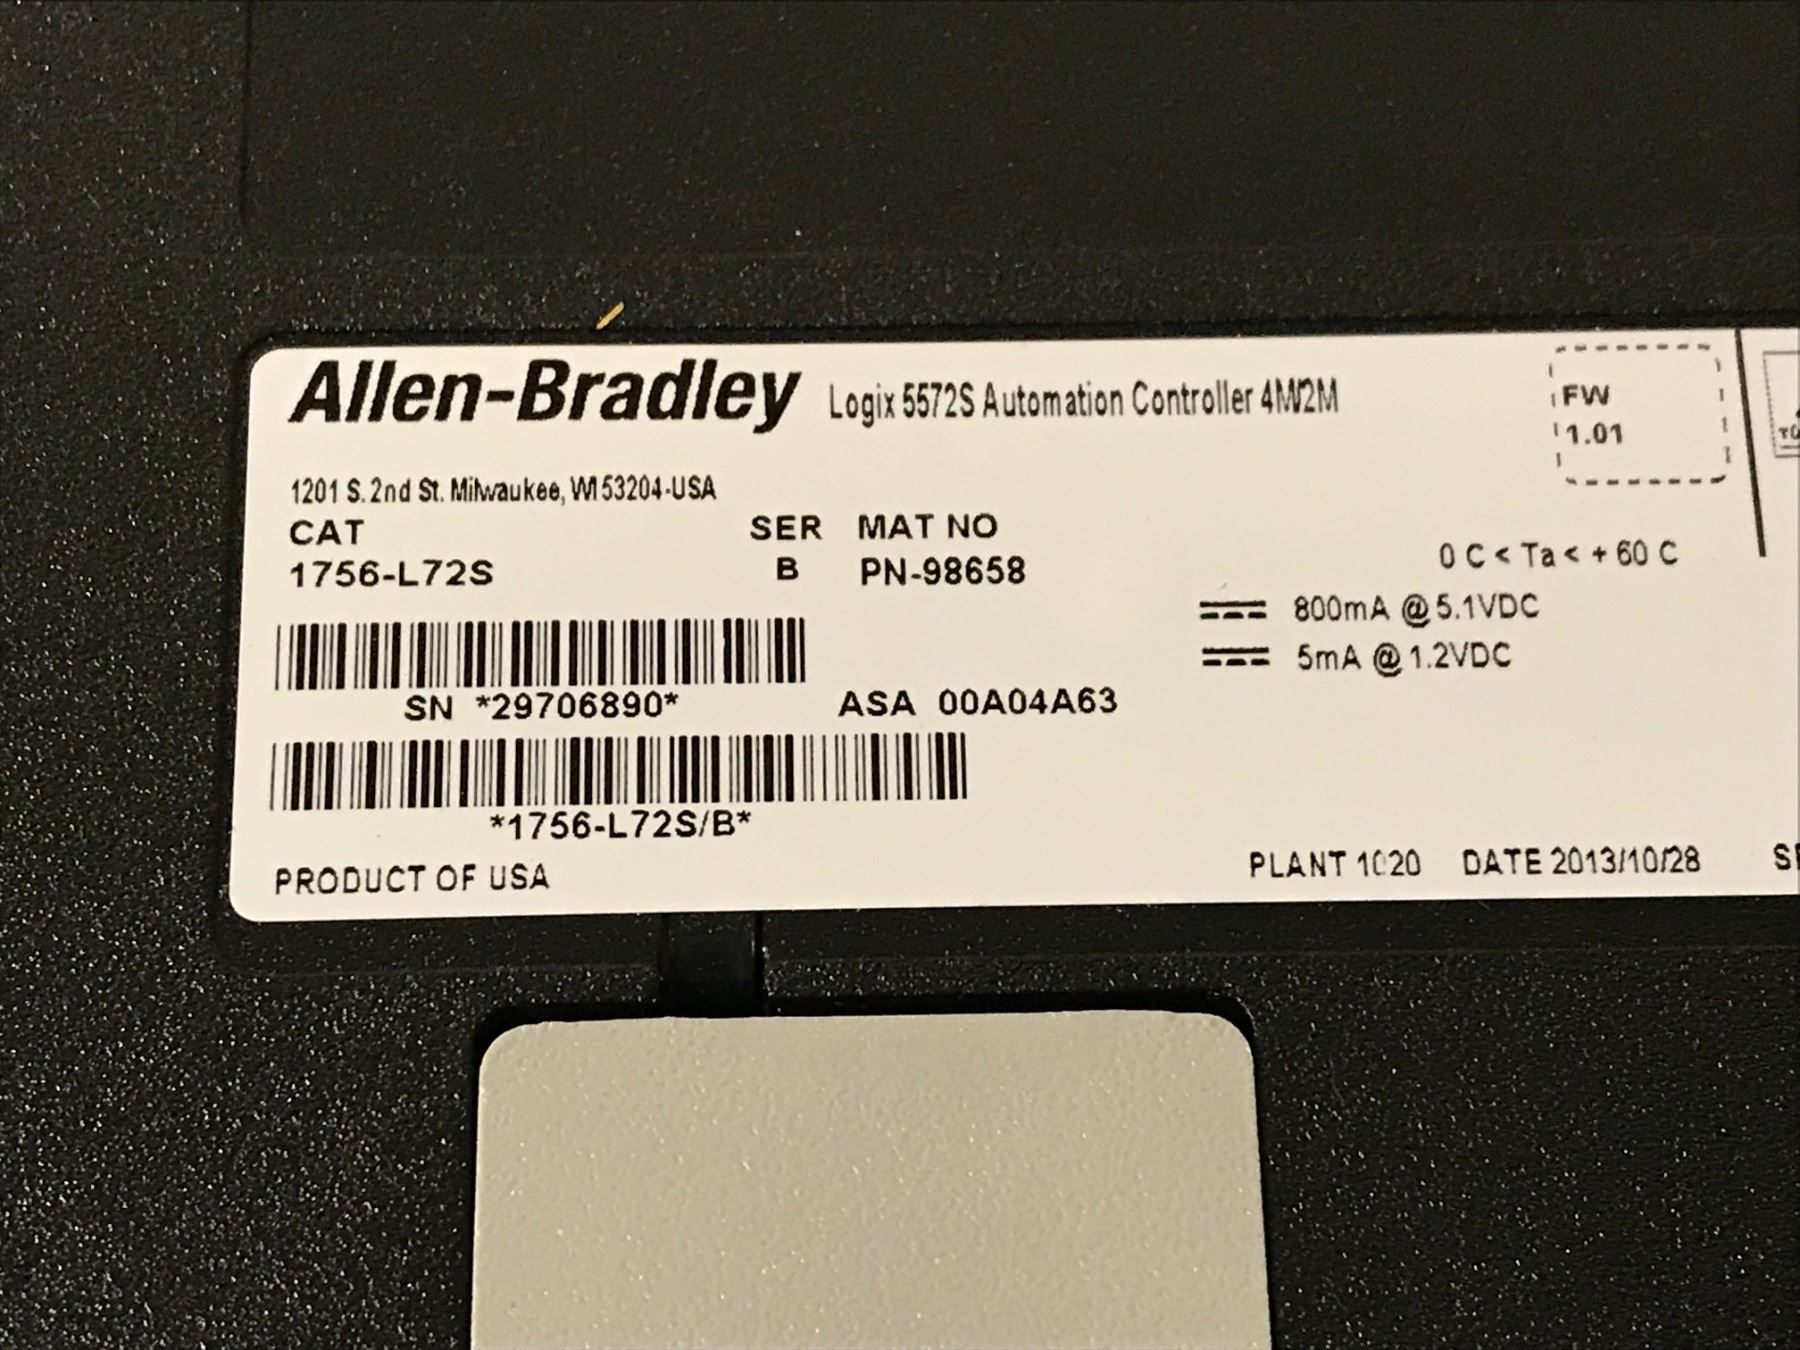 Allen-Bradley Logix 5572S Automation Controller 4M/2M
FW
1.01
1201 S. 2nd St. Milwaukee, WI 53204-USA
CAT SER MAT NO
1756-L72S B PN-98658
0 C < Ta < + 60 C
800mA @ 5.1VDC
5mA @ 1.2VDC
SN *29706890* ASA 00A04A63
*1756-L72S/B*
PRODUCT OF USA PLANT 1020 DATE 2013/10/28